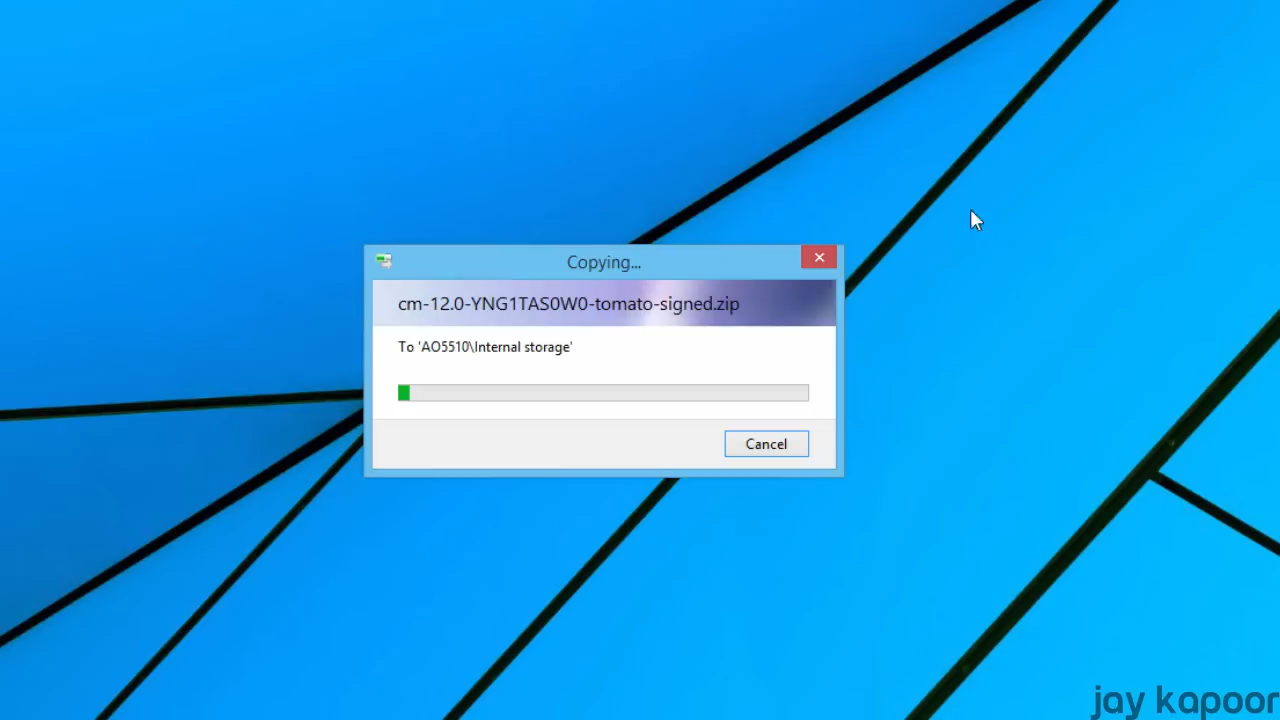 Copying...
cm-12.0-YNG1TAS0W0-tomato-signed.zip
To 'AO5510\Internal storage'
Cancel
jay kapoor